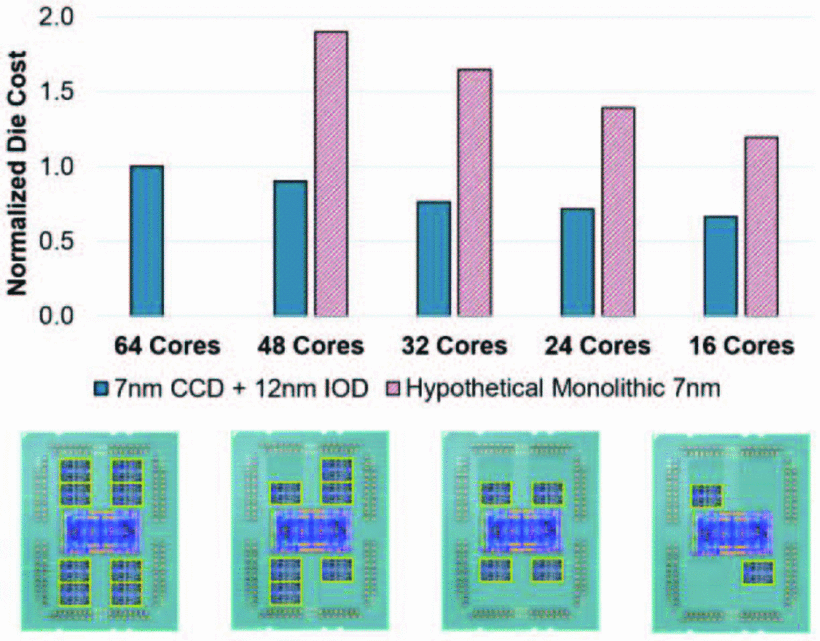 Normalized Die Cost
2.0
1.5
1.0
0.5
0.0
64 Cores 48 Cores 32 Cores 24 Cores 16 Cores
7nm CCD + 12nm IOD Hypothetical Monolithic 7nm